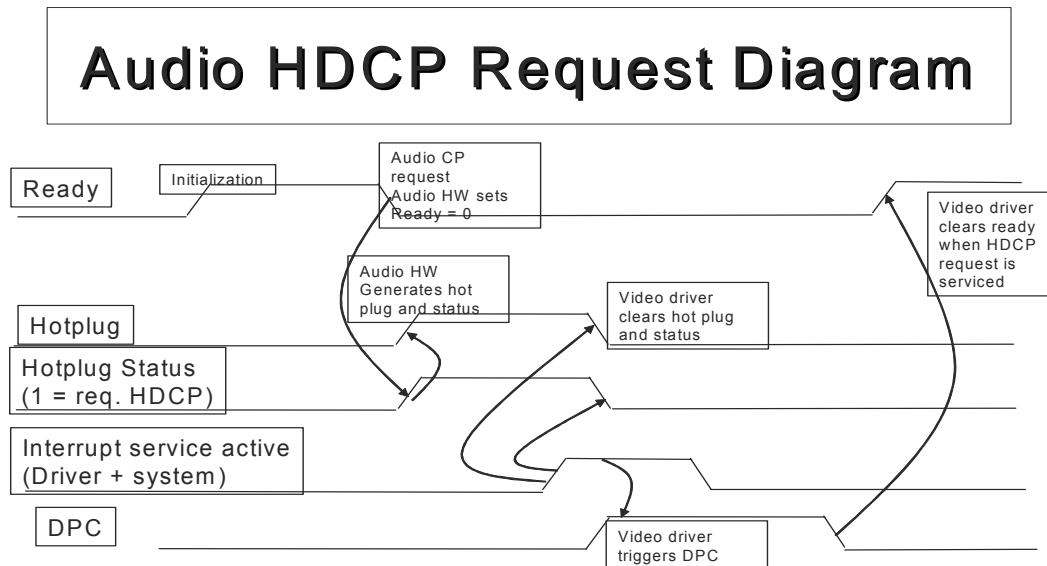 Audio HDCP Request Diagram
Ready
Initialization
Audio CP
request
Audio HW sets
Ready = 0
Video driver
clears ready
when HDCP
request is
serviced
Audio HW
Generates hot
plug and status
Video driver
clears hot plug
and status
Hotplug
Hotplug Status
(1 = req. HDCP)
Interrupt service active
(Driver + system)
DPC
Video driver
triggers DPC